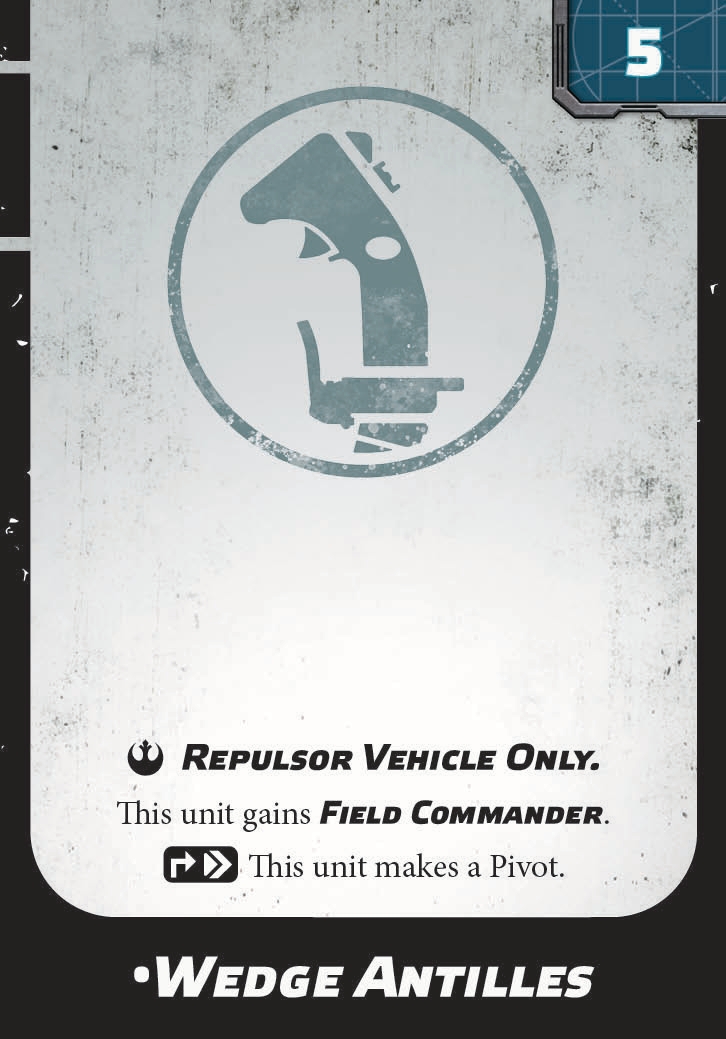 5
REPULSOR VEHICLE ONLY.
This unit gains FIELD COMMANDER.
This unit makes a Pivot.
•WEDGE ANTILLES